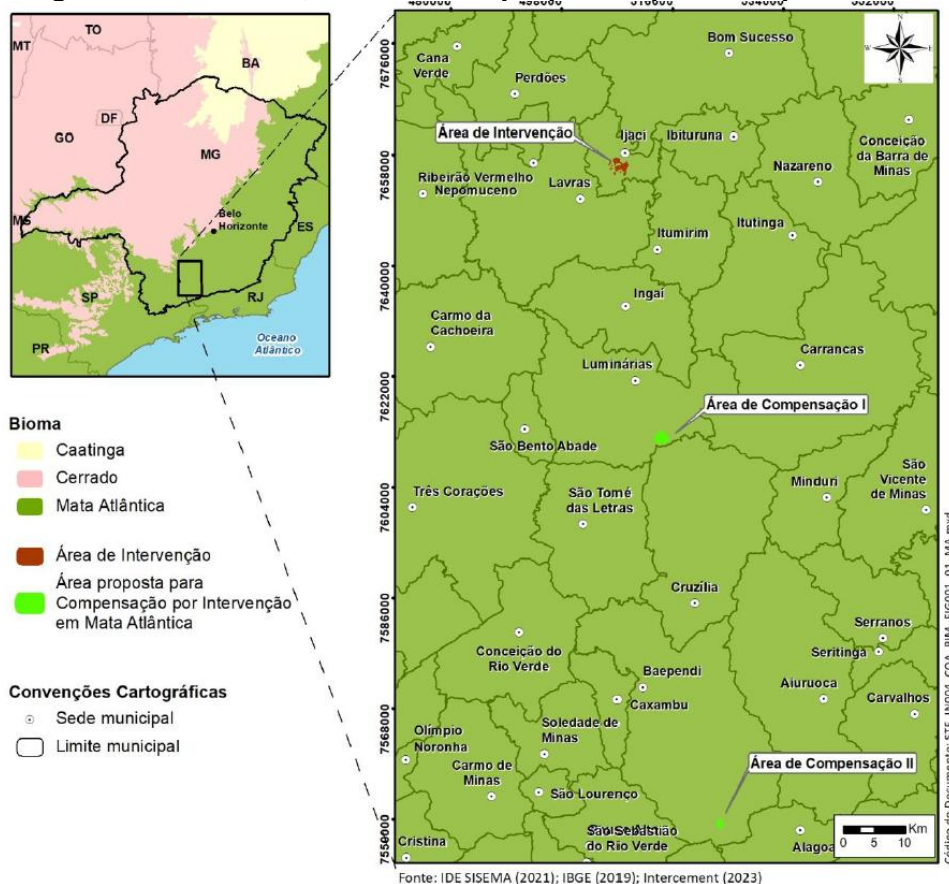 TO
MT
BA
DF
GO
MG
Belo
Horizonte
MS
ES
SP
RJ
PR
Oceano
Atlântico
Bioma
Caatinga
Cerrado
Mata Atlântica
Área de Intervenção
Área proposta para
Compensação por Intervenção
em Mata Atlântica
Convenções Cartográficas
Sede municipal
Limite municipal
7676000
7658000
7640000
7622000
7604000
7586000
7568000
7550000
N
W
E
S
Bom Sucesso
Cana
Verde
Perdões
Área de Intervenção
Ijaci
Ibituruna
Conceição
da Barra de
Minas
Nazareno
Ribeirão Vermelho
Nepomuceno
Lavras
Itutinga
Itumirim
Ingaí
Carmo da
Cachoeira
Carrancas
Luminárias
Área de Compensação I
São Bento Abade
São
Vicente
de Minas
Minduri
Três Corações
São Tomé
das Letras
Cruzília
Serranos
Seritinga
Conceição do
Rio Verde
Baependi
Caxambu
Aiuruoca
Carvalhos
Olímpio
Noronha
Soledade de
Minas
Carmo de
Minas
Área de Compensação II
São Lourenço
São Sebastião
do Rio Verde
Cristina
Alagoa
Km
0 5 10
Fonte: IDE SISEMA (2021); IBGE (2019); Intercement (2023)